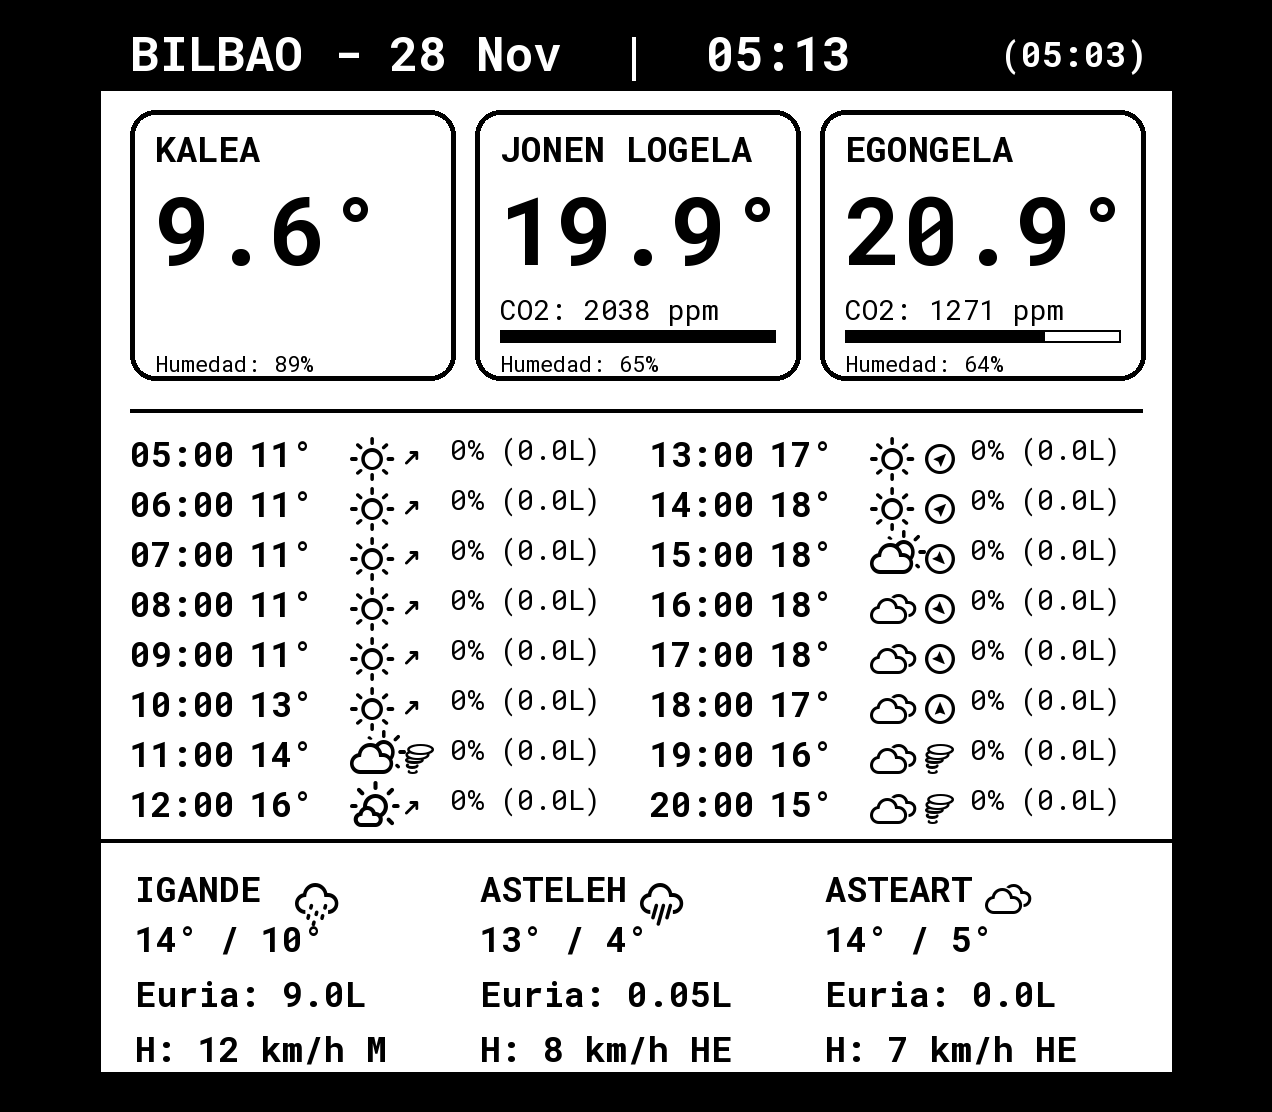 BILBAO - 28 Nov | 05:13 (05:03)
KALEA
9.6°
Humedad: 89%
JONEN LOGELA
19.9°
CO2: 2038 ppm
Humedad: 65%
EGONGELA
20.9°
CO2: 1271 ppm
Humedad: 64%
05:00 11° 0% (0.0L)
06:00 11° 0% (0.0L)
07:00 11° 0% (0.0L)
08:00 11° 0% (0.0L)
09:00 11° 0% (0.0L)
10:00 13° 0% (0.0L)
11:00 14° 0% (0.0L)
12:00 16° 0% (0.0L)
13:00 17° 0% (0.0L)
14:00 18° 0% (0.0L)
15:00 18° 0% (0.0L)
16:00 18° 0% (0.0L)
17:00 18° 0% (0.0L)
18:00 17° 0% (0.0L)
19:00 16° 0% (0.0L)
20:00 15° 0% (0.0L)
IGANDE
14° / 10°
Euria: 9.0L
H: 12 km/h M
ASTELEH
13° / 4°
Euria: 0.05L
H: 8 km/h HE
ASTEART
14° / 5°
Euria: 0.0L
H: 7 km/h HE